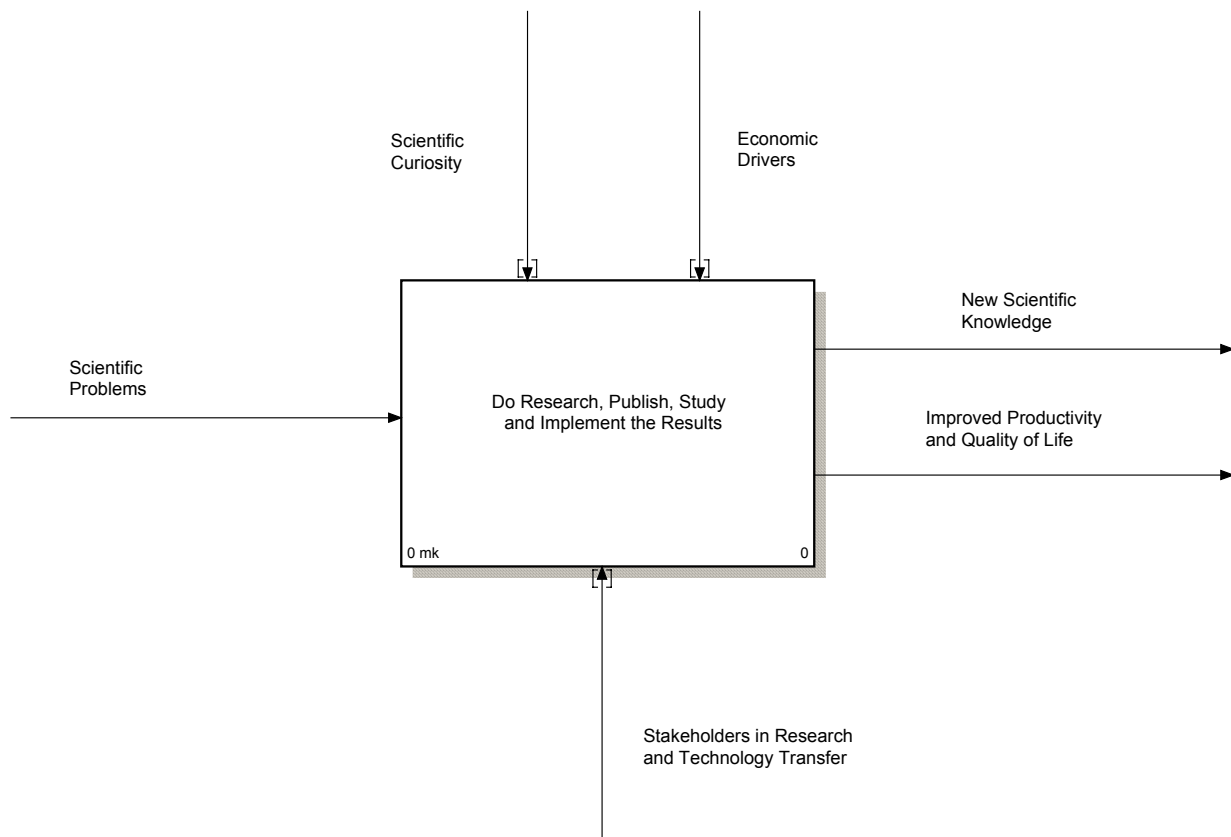 Scientific
Curiosity
Economic
Drivers
New Scientific
Knowledge
Scientific
Problems
Do Research, Publish, Study
and Implement the Results
Improved Productivity
and Quality of Life
0 mk
0
Stakeholders in Research
and Technology Transfer